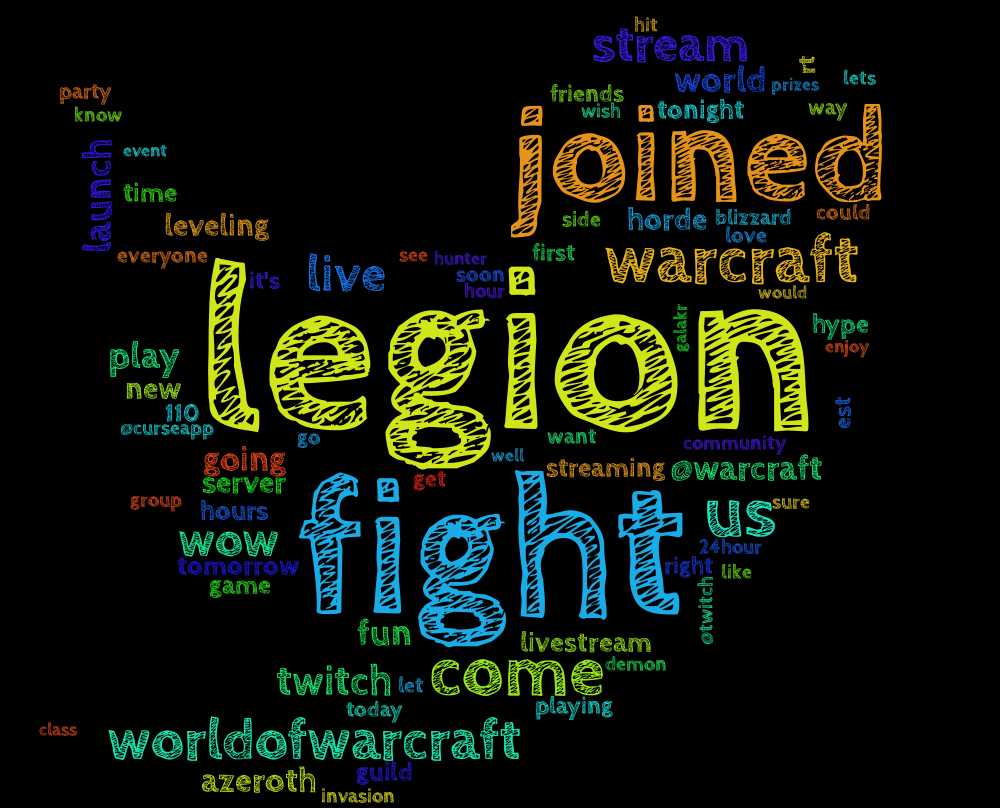 hit
stream
t
world
prizes
lets
party
friends
know
wish
tonight
way
joined
launch
event
time
leveling
side
horde
blizzard
could
love
everyone
see
hunter
first
warcraft
it's
live
soon
hour
would
legion
galakr
hype
enjoy
play
new
110
est
@curseapp
go
want
community
well
going
server
get
streaming
@warcraft
group
hours
fight
us
sure
wow
24hour
tomorrow
right
like
game
@twitch
fun
livestream
twitch
let
come
demon
today
playing
class
worldofwarcraft
azeroth
guild
invasion